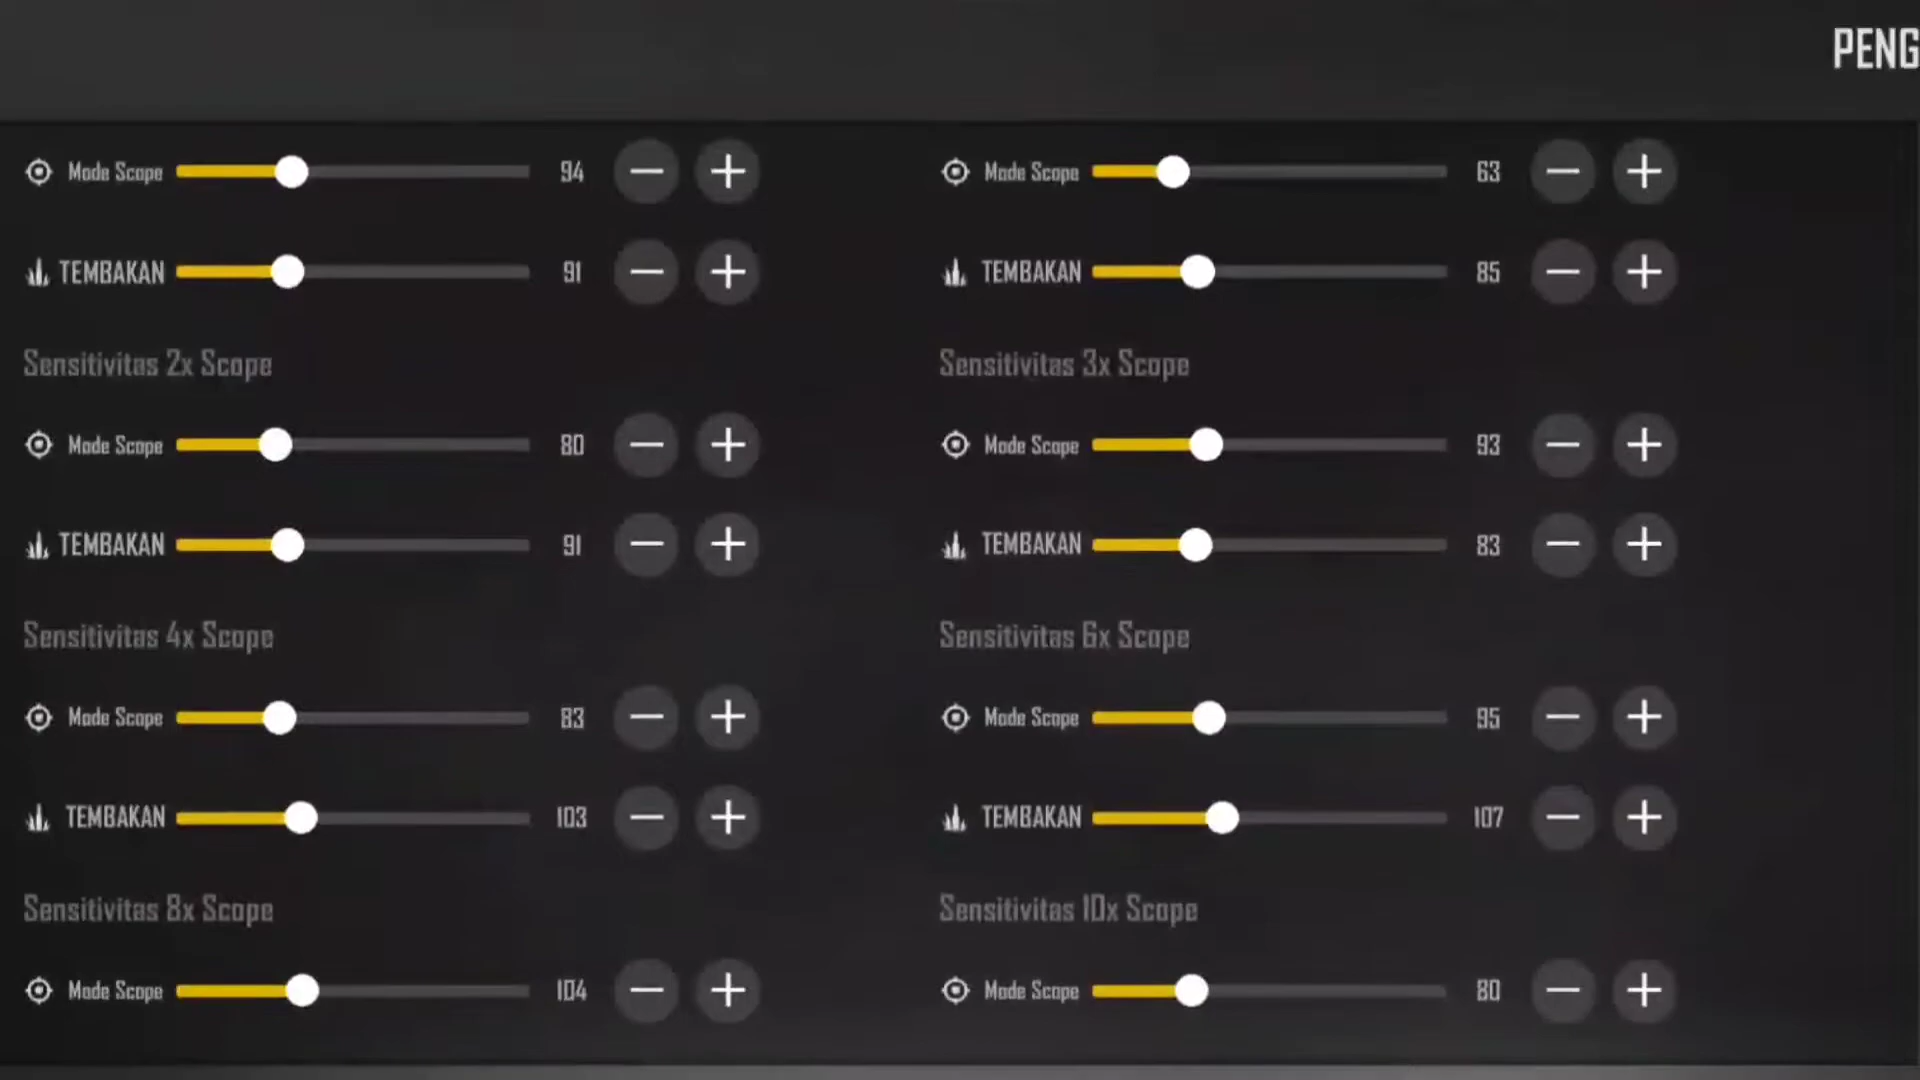 PENG
Mode Scope 94
Mode Scope 63
TEMBAKAN 91
TEMBAKAN 85
Sensitivitas 2x Scope
Sensitivitas 3x Scope
Mode Scope 80
Mode Scope 93
TEMBAKAN 91
TEMBAKAN 83
Sensitivitas 4x Scope
Sensitivitas 6x Scope
Mode Scope 83
Mode Scope 95
TEMBAKAN 103
TEMBAKAN 107
Sensitivitas 8x Scope
Sensitivitas 10x Scope
Mode Scope 104
Mode Scope 80